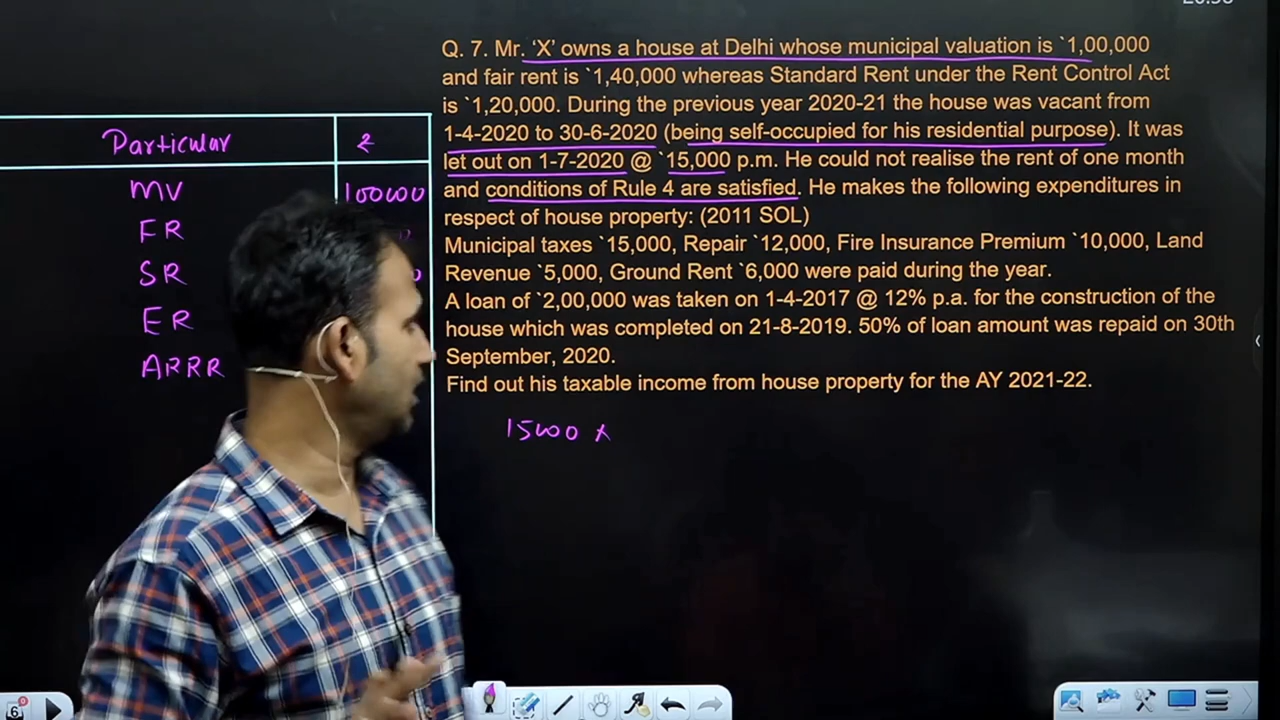 Particular ₹
MV 100000
FR
SR
ER
ARRR
Q. 7. Mr. ‘X’ owns a house at Delhi whose municipal valuation is `1,00,000
and fair rent is `1,40,000 whereas Standard Rent under the Rent Control Act
is `1,20,000. During the previous year 2020-21 the house was vacant from
1-4-2020 to 30-6-2020 (being self-occupied for his residential purpose). It was
let out on 1-7-2020 @ `15,000 p.m. He could not realise the rent of one month
and conditions of Rule 4 are satisfied. He makes the following expenditures in
respect of house property: (2011 SOL)
Municipal taxes `15,000, Repair `12,000, Fire Insurance Premium `10,000, Land
Revenue `5,000, Ground Rent `6,000 were paid during the year.
A loan of `2,00,000 was taken on 1-4-2017 @ 12% p.a. for the construction of the
house which was completed on 21-8-2019. 50% of loan amount was repaid on 30th
September, 2020.
Find out his taxable income from house property for the AY 2021-22.
15000 x